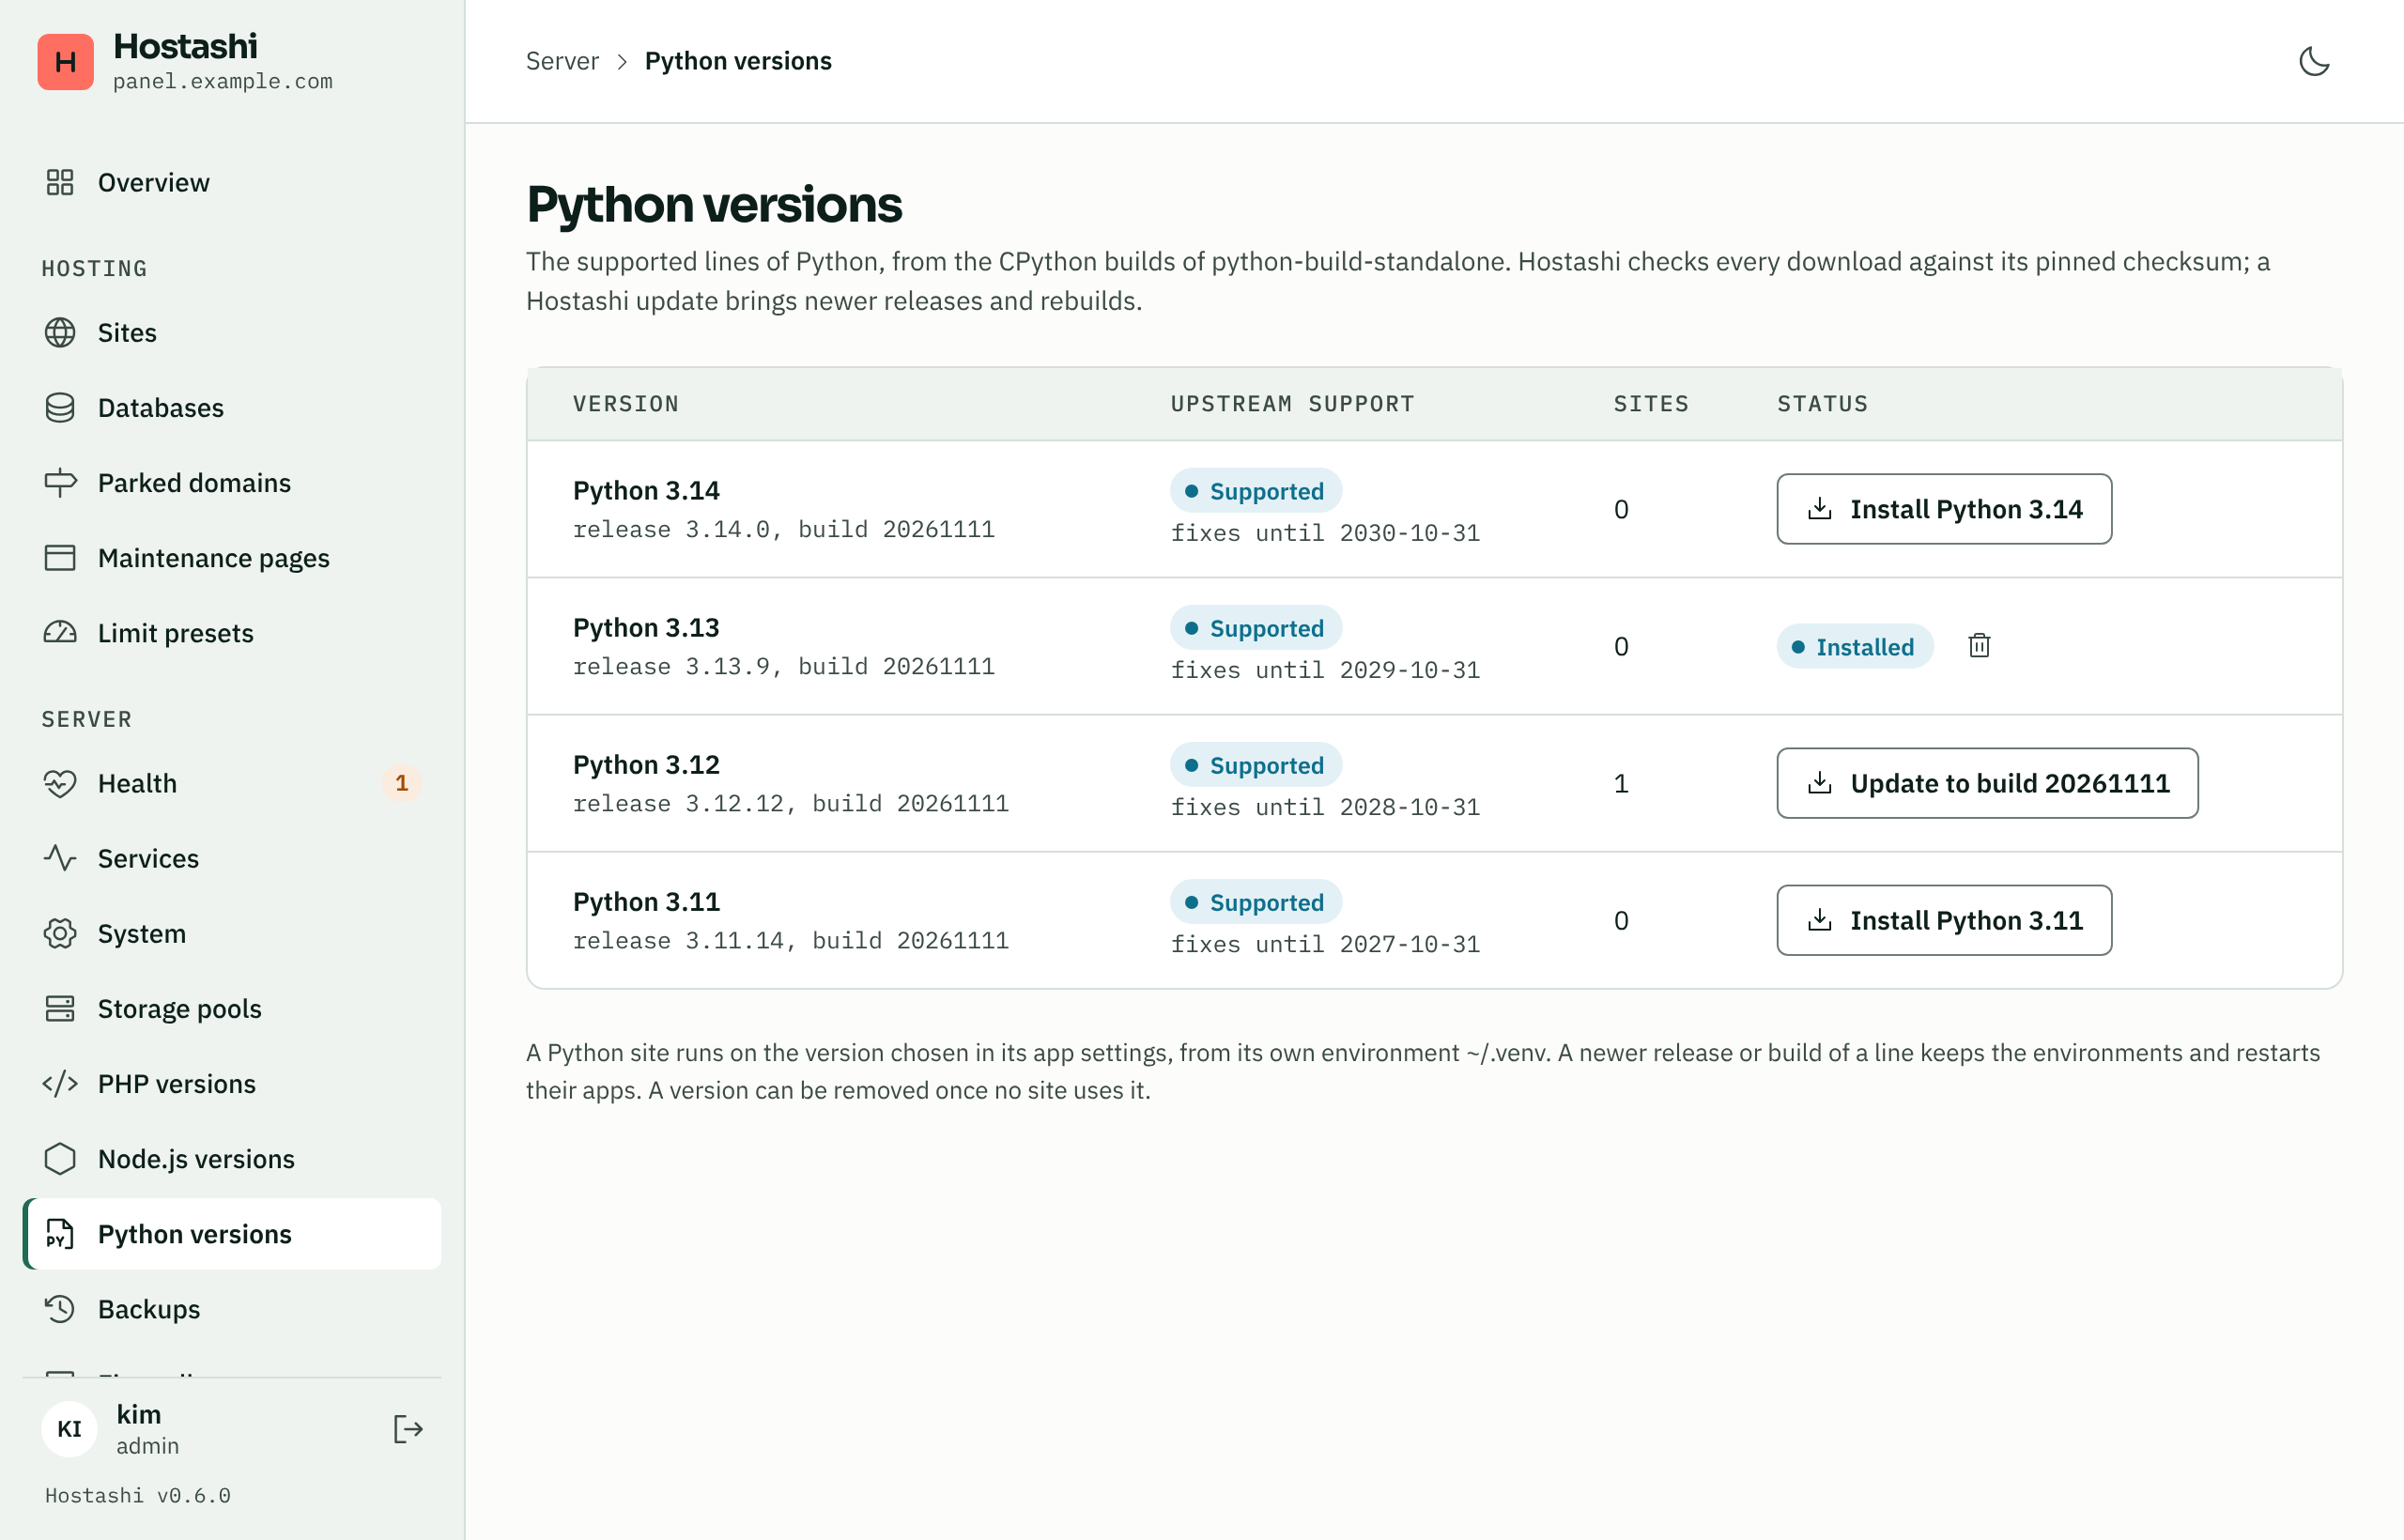 H
Hostashi
panel.example.com
Overview
HOSTING
Sites
Databases
Parked domains
Maintenance pages
Limit presets
SERVER
Health 1
Services
System
Storage pools
PHP versions
Node.js versions
PY Python versions
Backups
KI
kim
admin
Hostashi v0.6.0
Server > Python versions
Python versions
The supported lines of Python, from the CPython builds of python-build-standalone. Hostashi checks every download against its pinned checksum; a
Hostashi update brings newer releases and rebuilds.
VERSION UPSTREAM SUPPORT SITES STATUS
Python 3.14
release 3.14.0, build 20261111
Supported
fixes until 2030-10-31
0
Install Python 3.14
Python 3.13
release 3.13.9, build 20261111
Supported
fixes until 2029-10-31
0
Installed
Python 3.12
release 3.12.12, build 20261111
Supported
fixes until 2028-10-31
1
Update to build 20261111
Python 3.11
release 3.11.14, build 20261111
Supported
fixes until 2027-10-31
0
Install Python 3.11
A Python site runs on the version chosen in its app settings, from its own environment ~/.venv. A newer release or build of a line keeps the environments and restarts
their apps. A version can be removed once no site uses it.